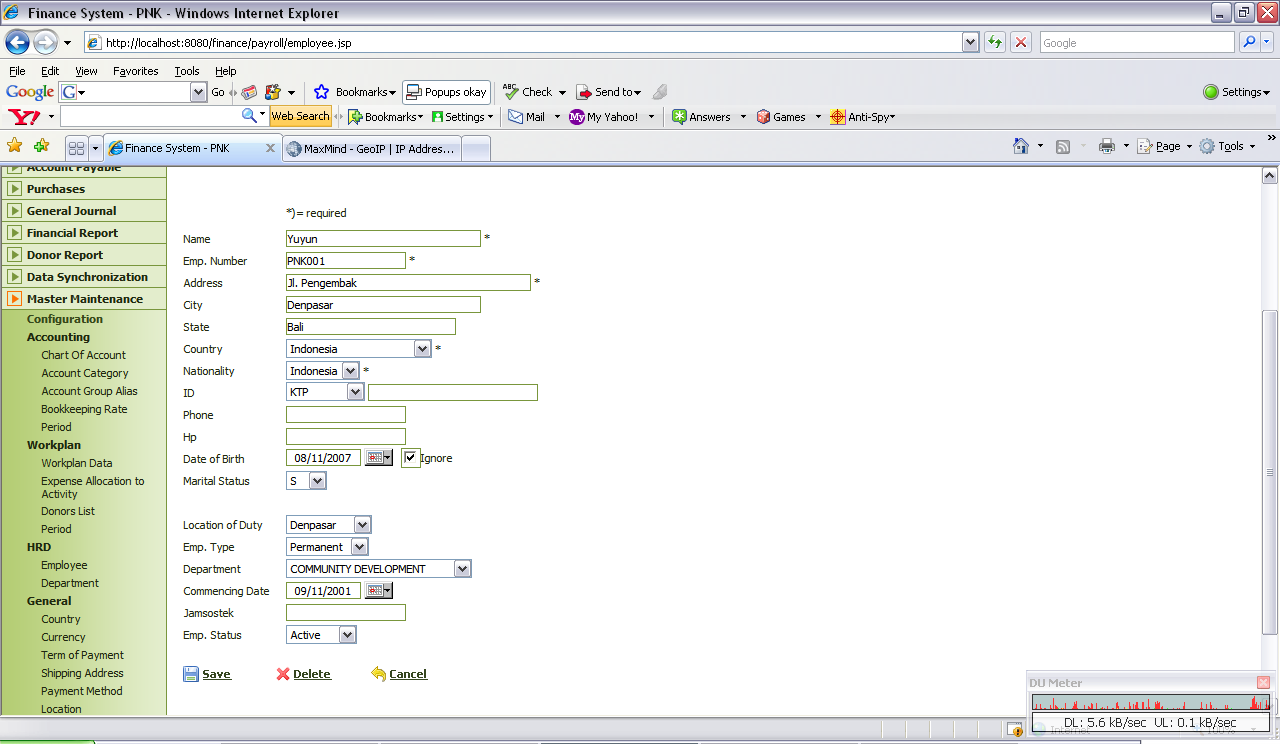 Finance System - PNK - Windows Internet Explorer
http://localhost:8080/finance/payroll/employee.jsp
Google
File Edit View Favorites Tools Help
Google G Go Bookmarks Popups okay ABC Check Send to Settings
Y! Web Search Bookmarks Settings Mail My My Yahoo! Answers Games Anti-Spy
Finance System - PNK
MaxMind - GeoIP | IP Addres...
Page Tools
Account Payable
Purchases
General Journal
Financial Report
Donor Report
Data Synchronization
Master Maintenance
Configuration
Accounting
Chart Of Account
Account Category
Account Group Alias
Bookkeeping Rate
Period
Workplan
Workplan Data
Expense Allocation to
Activity
Donors List
Period
HRD
Employee
Department
General
Country
Currency
Term of Payment
Shipping Address
Payment Method
Location
*)= required
Name Yuyun *
Emp. Number PNK001 *
Address Jl. Pengembak *
City Denpasar
State Bali
Country Indonesia *
Nationality Indonesia *
ID KTP
Phone
Hp
Date of Birth 08/11/2007 Ignore
Marital Status S
Location of Duty Denpasar
Emp. Type Permanent
Department COMMUNITY DEVELOPMENT
Commencing Date 09/11/2001
Jamsostek
Emp. Status Active
Save Delete Cancel
DU Meter
DL: 5.6 kB/sec UL: 0.1 kB/sec
Internet 100%